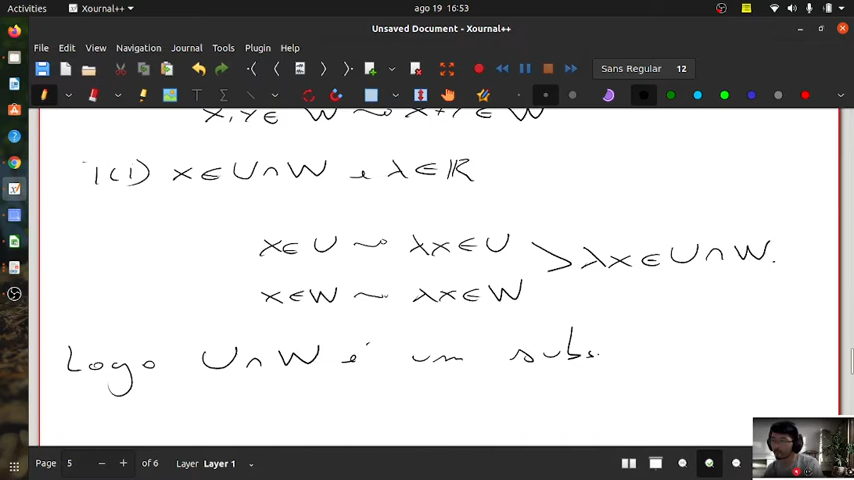 Activities Xournal++ ago 19 16:53
Unsaved Document - Xournal++
File Edit View Navigation Journal Tools Plugin Help
Sans Regular 12
x, y ∈ W ⤳ x+y ∈ W
iii) x ∈ U ∩ W e λ ∈ ℝ
x ∈ U ⤳ λx ∈ U
> λx ∈ U ∩ W.
x ∈ W ⤳ λx ∈ W
Logo U ∩ W é um subs
Page 5 of 6 Layer Layer 1